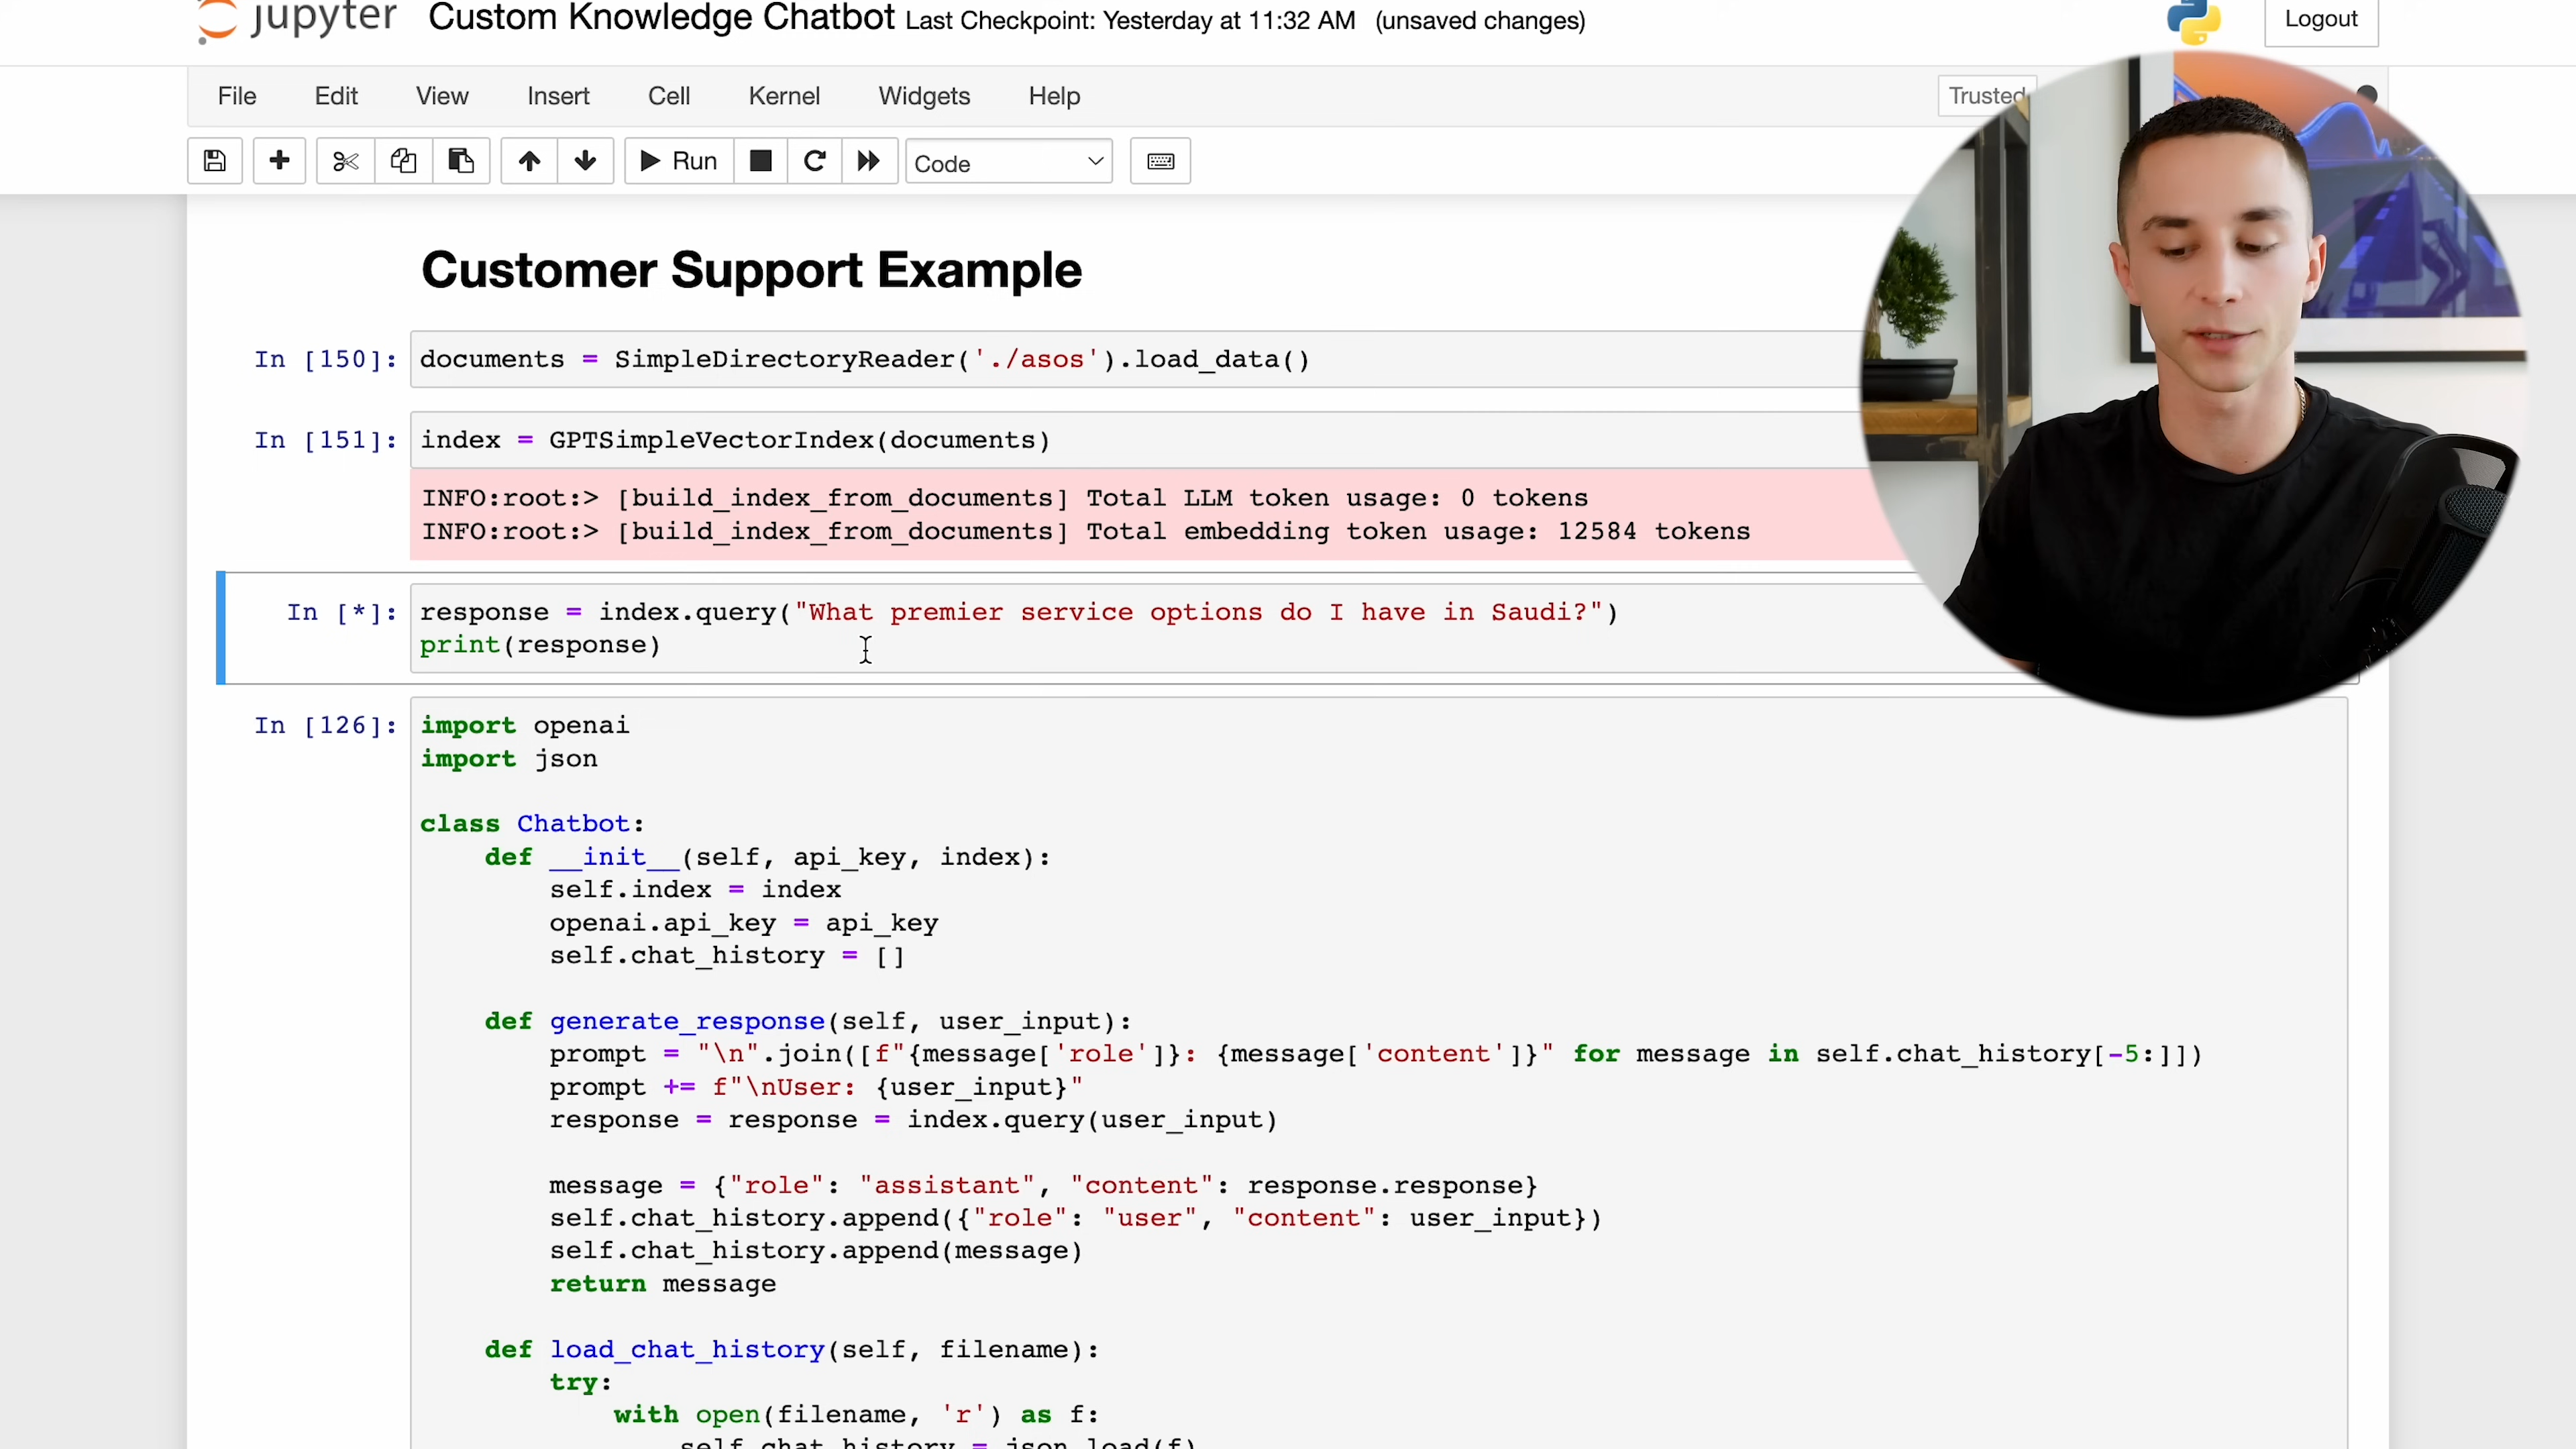 jupyter Custom Knowledge Chatbot Last Checkpoint: Yesterday at 11:32 AM (unsaved changes) Logout
File Edit View Insert Cell Kernel Widgets Help Trusted
Run Code
Customer Support Example
In [150]: documents = SimpleDirectoryReader('./asos').load_data()
In [151]: index = GPTSimpleVectorIndex(documents)
INFO:root:> [build_index_from_documents] Total LLM token usage: 0 tokens
INFO:root:> [build_index_from_documents] Total embedding token usage: 12584 tokens
In [*]: response = index.query("What premier service options do I have in Saudi?")
print(response)
In [126]: import openai
import json
class Chatbot:
def __init__(self, api_key, index):
self.index = index
openai.api_key = api_key
self.chat_history = []
def generate_response(self, user_input):
prompt = "\n".join([f"{message['role']}: {message['content']}" for message in self.chat_history[-5:]])
prompt += f"\nUser: {user_input}"
response = response = index.query(user_input)
message = {"role": "assistant", "content": response.response}
self.chat_history.append({"role": "user", "content": user_input})
self.chat_history.append(message)
return message
def load_chat_history(self, filename):
try:
with open(filename, 'r') as f:
self.chat_history = json.load(f)